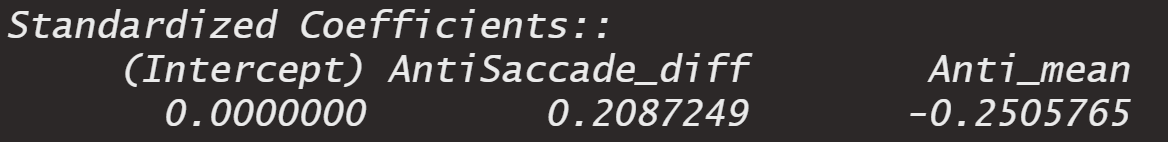 Standardized Coefficients::
(Intercept) AntiSaccade_diff Anti_mean
0.0000000 0.2087249 -0.2505765